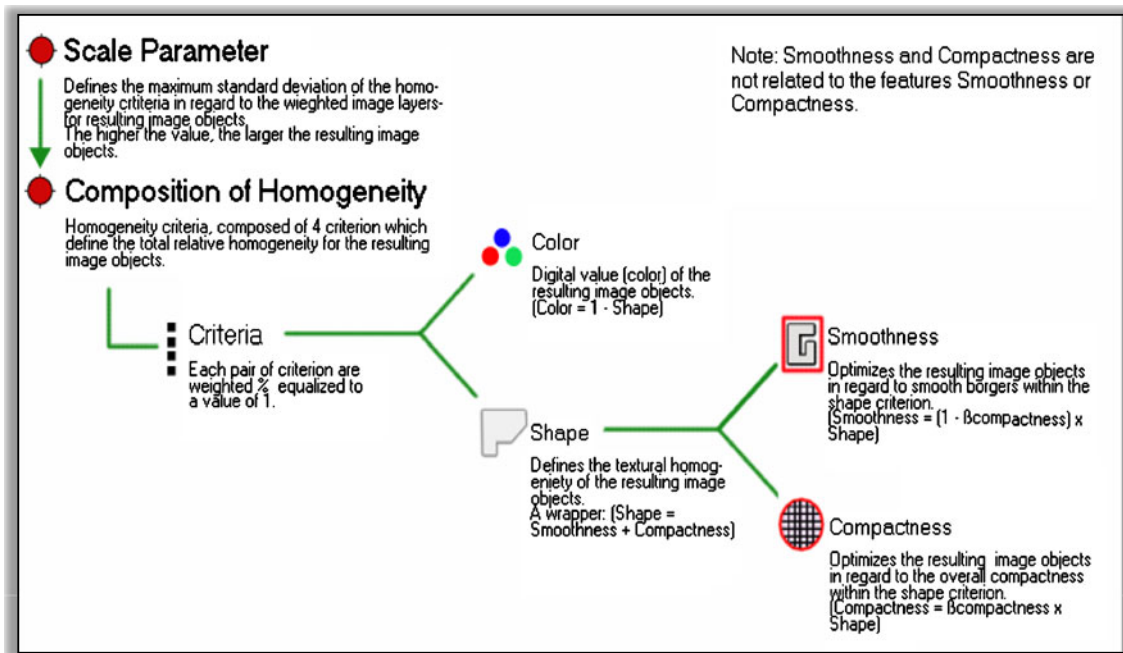 Scale Parameter
Defines the maximum standard deviation of the homo-
geneity critiera in regard to the wieghted image layers-
for resulting image objects.
The higher the value, the larger the resulting image
objects.
Note: Smoothness and Compactness are
not related to the features Smoothness or
Compactness.
Composition of Homogeneity
Homogeneity criteria, composed of 4 criterion which
define the total relative homogeneity for the resulting
image objects.
Criteria
Each pair of criterion are
weighted % equalized to
a value of 1.
Color
Digital value (color) of the
resulting image objects.
(Color = 1 - Shape)
Shape
Defines the textural homog-
eniety of the resulting image
objects.
A wrapper: (Shape =
Smoothness + Compactness)
Smoothness
Optimizes the resulting image objects
in regard to smooth borgers within the
shape criterion.
(Smoothness = (1 - ßcompactness) x
Shape)
Compactness
Optimizes the resulting image objects
in regard to the overall compactness
within the shape criterion.
(Compactness = ßcompactness x
Shape)